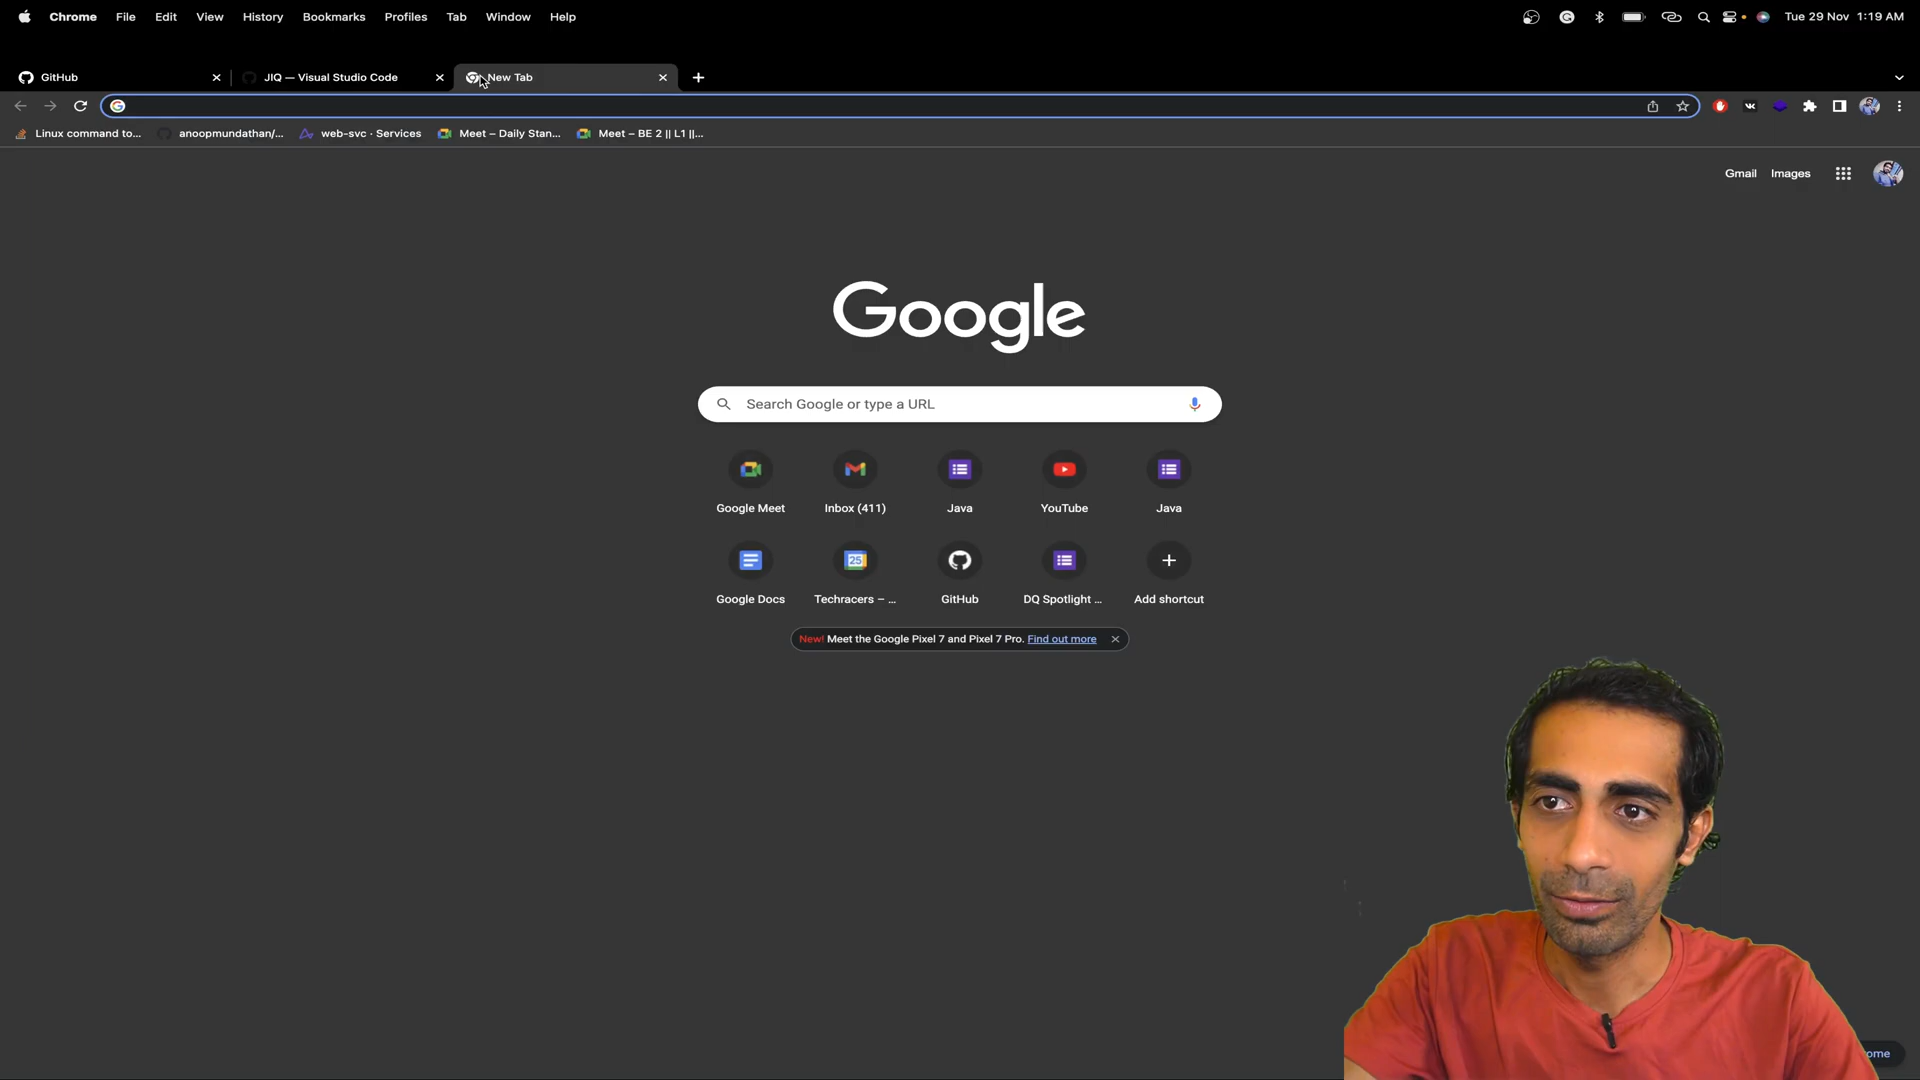 Chrome File Edit View History Bookmarks Profiles Tab Window Help Tue 29 Nov 1:19 AM
GitHub JIQ — Visual Studio Code New Tab
Linux command to... anoopmundathan/... web-svc · Services Meet – Daily Stan... Meet – BE 2 || L1 ||...
Gmail Images
Google
Search Google or type a URL
Google Meet Inbox (411) Java YouTube Java
25
Google Docs Techracers – ... GitHub DQ Spotlight ... Add shortcut
New! Meet the Google Pixel 7 and Pixel 7 Pro. Find out more